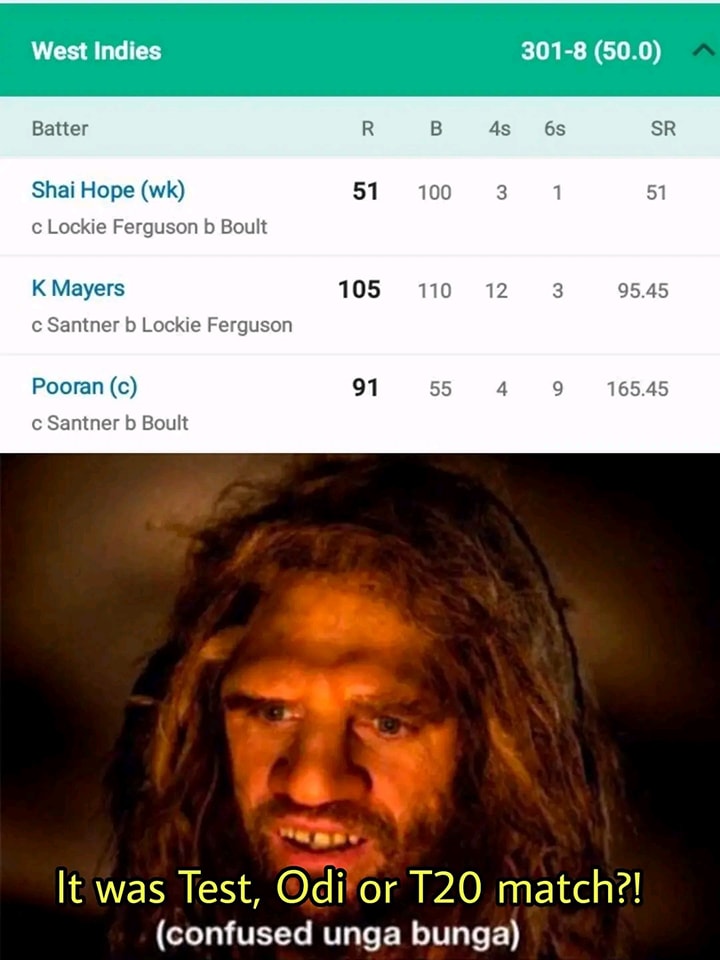 West Indies 301-8 (50.0)
Batter R B 4s 6s SR
Shai Hope (wk) 51 100 3 1 51
c Lockie Ferguson b Boult
K Mayers 105 110 12 3 95.45
c Santner b Lockie Ferguson
Pooran (c) 91 55 4 9 165.45
c Santner b Boult
It was Test, Odi or T20 match?!
(confused unga bunga)